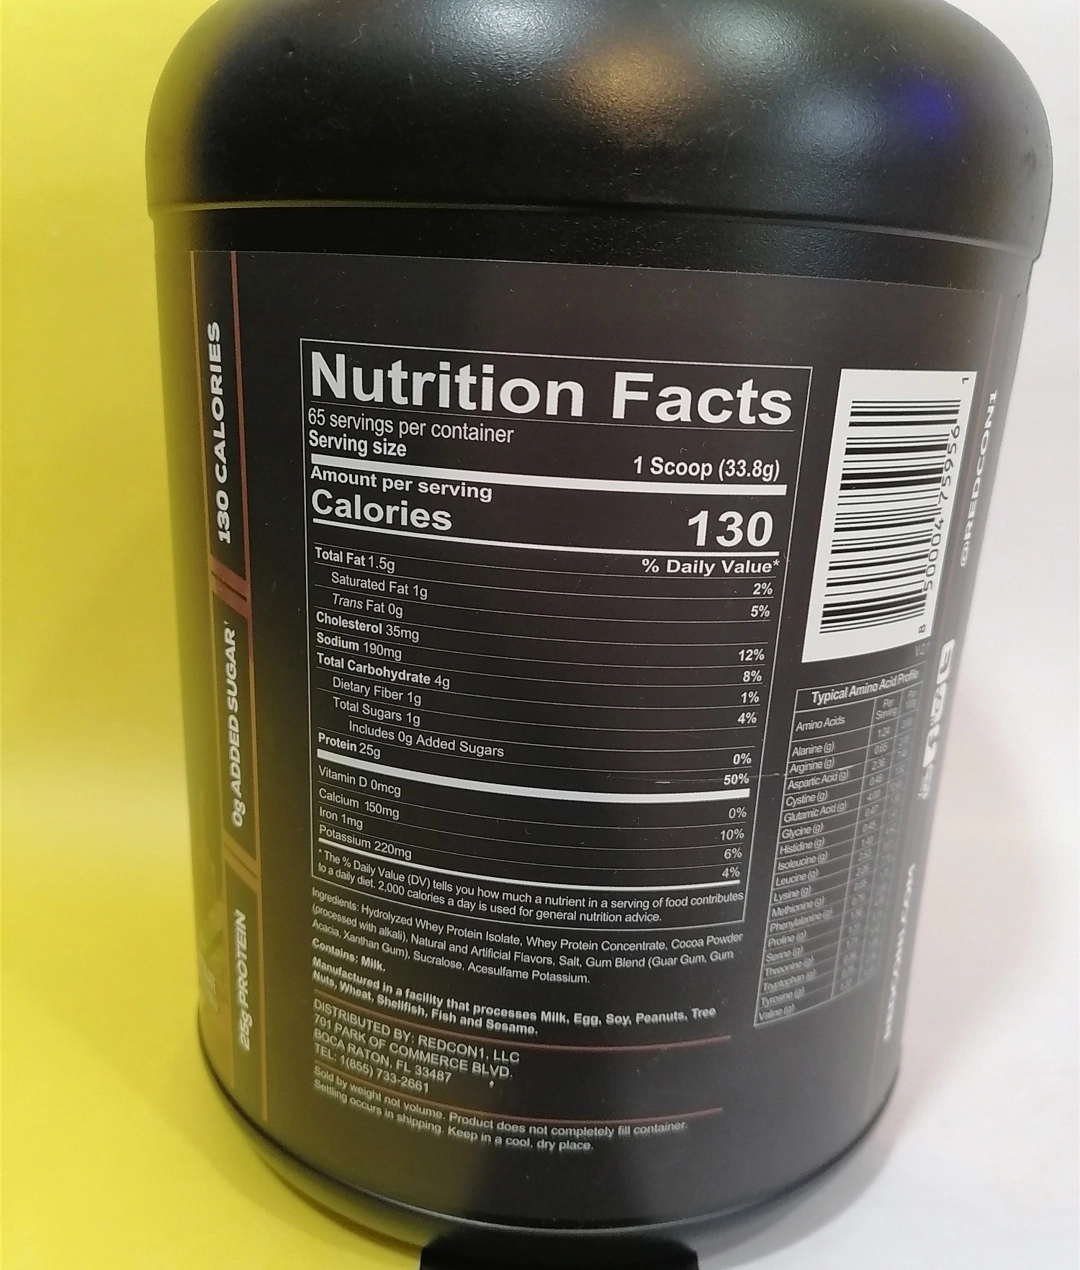 130 CALORIES
0g ADDED SUGAR
25g PROTEIN
Nutrition Facts
65 servings per container
Serving size 1 Scoop (33.8g)
Amount per serving
Calories 130
% Daily Value*
Total Fat 1.5g 2%
Saturated Fat 1g 5%
Trans Fat 0g
Cholesterol 35mg 12%
Sodium 190mg 8%
Total Carbohydrate 4g 1%
Dietary Fiber 1g 4%
Total Sugars 1g
Includes 0g Added Sugars 0%
Protein 25g 50%
Vitamin D 0mcg 0%
Calcium 150mg 10%
Iron 1mg 6%
Potassium 220mg 4%
* The % Daily Value (DV) tells you how much a nutrient in a serving of food contributes
to a daily diet. 2,000 calories a day is used for general nutrition advice.
Ingredients: Hydrolyzed Whey Protein Isolate, Whey Protein Concentrate, Cocoa Powder
(processed with alkali), Natural and Artificial Flavors, Salt, Gum Blend (Guar Gum, Gum
Acacia, Xanthan Gum), Sucralose, Acesulfame Potassium.
Contains: Milk.
Manufactured in a facility that processes Milk, Egg, Soy, Peanuts, Tree
Nuts, Wheat, Shellfish, Fish and Sesame.
DISTRIBUTED BY: REDCON1, LLC
701 PARK OF COMMERCE BLVD.
BOCA RATON, FL 33487
TEL: 1(855) 733-2661
Sold by weight not volume. Product does not completely fill container.
Settling occurs in shipping. Keep in a cool, dry place.
8 50004 75956 1
@REDCON1
Typical Amino Acid Profile
Amino Acids Per Serving
Alanine (g)
Arginine (g)
Aspartic Acid (g)
Cystine (g)
Glutamic Acid (g)
Glycine (g)
Histidine (g)
Isoleucine (g)
Leucine (g)
Lysine (g)
Methionine (g)
Phenylalanine (g)
Proline (g)
Serine (g)
Threonine (g)
Tryptophan (g)
Tyrosine (g)
Valine (g)
REDCON1.COM